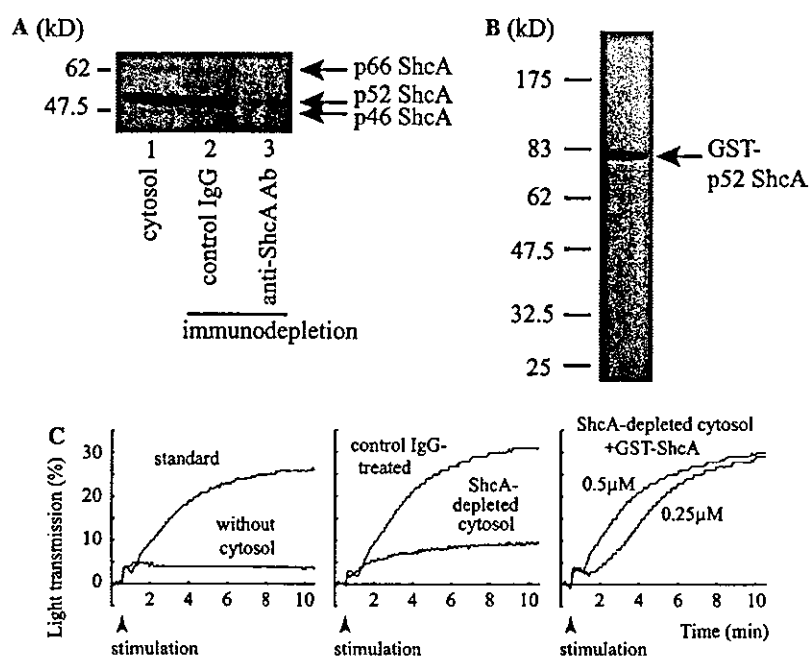 A (kD)
62
47.5
p66 ShcA
p52 ShcA
p46 ShcA
1 2 3
cytosol
control IgG
anti-ShcA Ab
immunodepletion
B (kD)
175
83
62
47.5
32.5
25
GST-
p52 ShcA
C
Light transmission (%)
30
20
10
0
standard
without
cytosol
2 4 6 8 10
stimulation
control IgG-
treated
ShcA-
depleted
cytosol
2 4 6 8 10
stimulation
ShcA-depleted cytosol
+GST-ShcA
0.5μM
0.25μM
2 4 6 8 10
Time (min)
stimulation